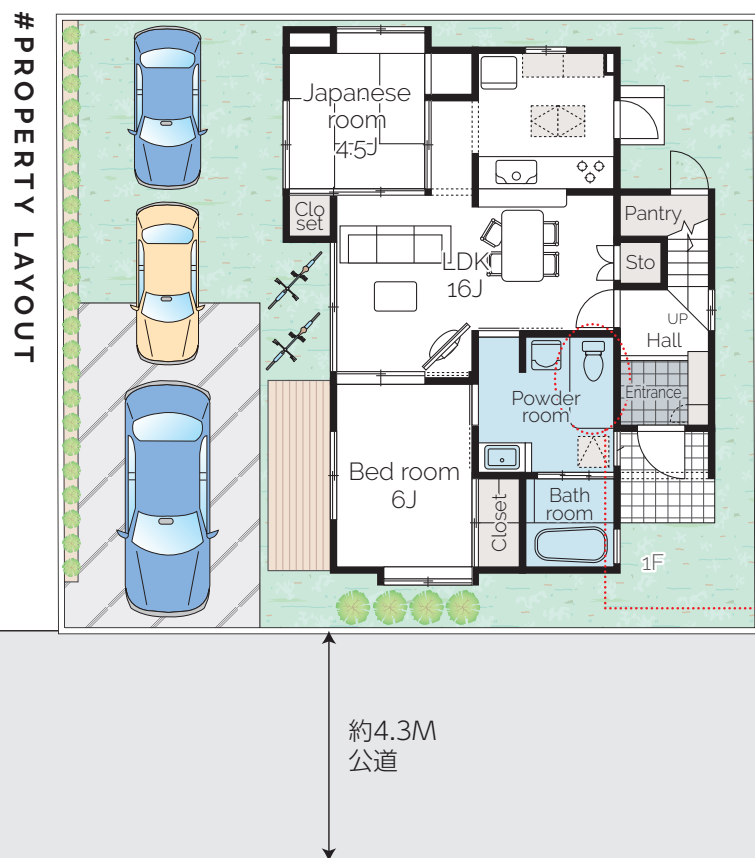 #PROPERTY LAYOUT
Japanese
room
4.5J
Clo
set
Pantry
Sto
LDK
16J
UP
Hall
Entrance
Powder
room
Bed room
6J
Closet
Bath
room
1F
約4.3M
公道